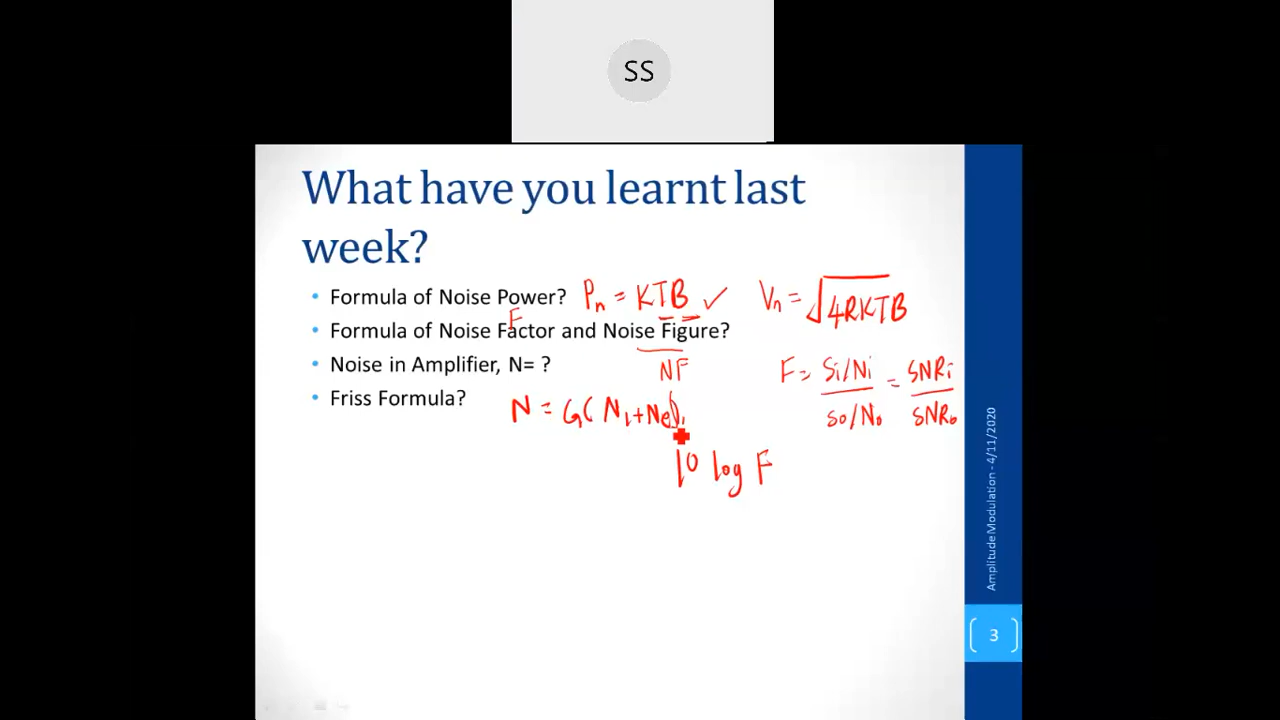 SS
What have you learnt last
week?
• Formula of Noise Power? Pn = KTB ✓ Vn = √4RKTB
F
• Formula of Noise Factor and Noise Figure?
NF
• Noise in Amplifier, N= ?
F = Si/Ni / So/No = SNRi / SNRo
• Friss Formula?
N = G( Ni+Ne)
10 log F
Amplitude Modulation - 4/11/2020
3